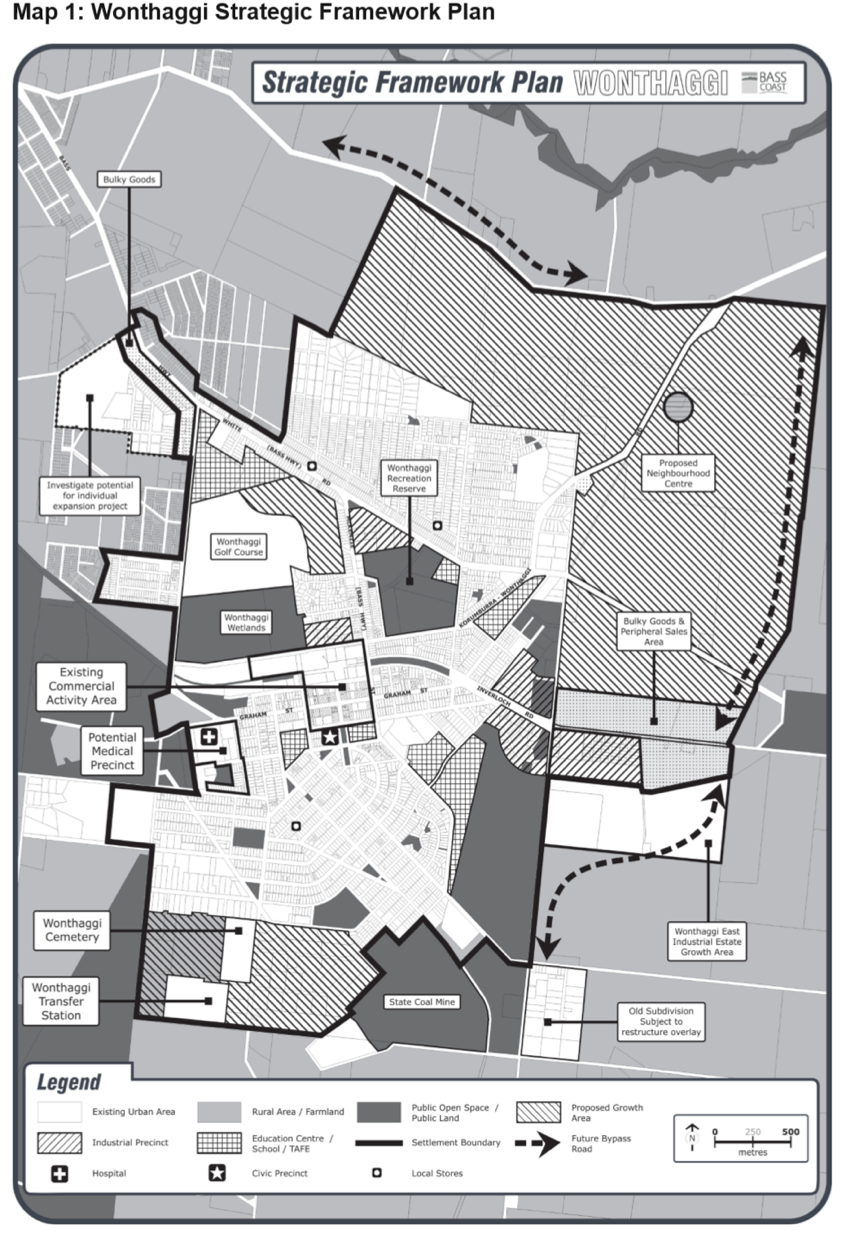 Map 1: Wonthaggi Strategic Framework Plan
Strategic Framework Plan WONTHAGGI
BASS
COAST
BASS
Bulky Goods
HWY
WHITE
(BASS HWY)
RD
Investigate potential
for individual
expansion project
Wonthaggi
Recreation
Reserve
Proposed
Neighbourhood
Centre
Wonthaggi
Golf Course
(BASS HWY)
KORUMBURRA - WONTHAGGI
Wonthaggi
Wetlands
Bulky Goods &
Peripheral Sales
Area
Existing
Commercial
Activity Area
GRAHAM ST
GRAHAM ST
INVERLOCH RD
Potential
Medical
Precinct
Wonthaggi
Cemetery
Wonthaggi East
Industrial Estate
Growth Area
Wonthaggi
Transfer
Station
State Coal Mine
Old Subdivision
Subject to
restructure overlay
Legend
Existing Urban Area
Rural Area / Farmland
Public Open Space /
Public Land
Proposed Growth
Area
Industrial Precinct
Education Centre /
School / TAFE
Settlement Boundary
Future Bypass
Road
Hospital
Civic Precinct
Local Stores
N
0 250 500
metres